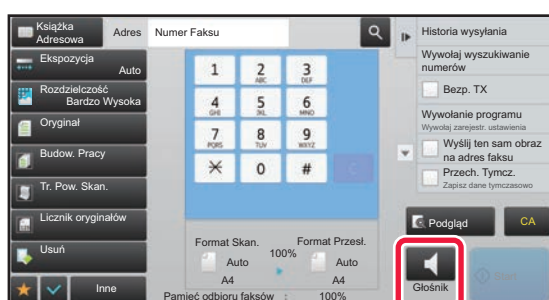 Książka
Adresowa
Adres
Numer Faksu
Ekspozycja
Auto
Rozdzielczość
Bardzo Wysoka
Oryginał
Budow. Pracy
Tr. Pow. Skan.
Licznik oryginałów
Usuń
Inne
1
2
ABC
3
DEF
4
GHI
5
JKL
6
MNO
7
PQRS
8
TUV
9
WXYZ
0
#
C
Format Skan.
100%
Format Przesł.
Auto
A4
Auto
A4
Pamięć odbioru faksów : 100%
Historia wysyłania
Wywołaj wyszukiwanie
numerów
Bezp. TX
Wywołanie programu
Wywołaj zarejestr. ustawienia
Wyślij ten sam obraz
na adres faksu
Przech. Tymcz.
Zapisz dane tymczasowo
Podgląd
CA
Głośnik
Start